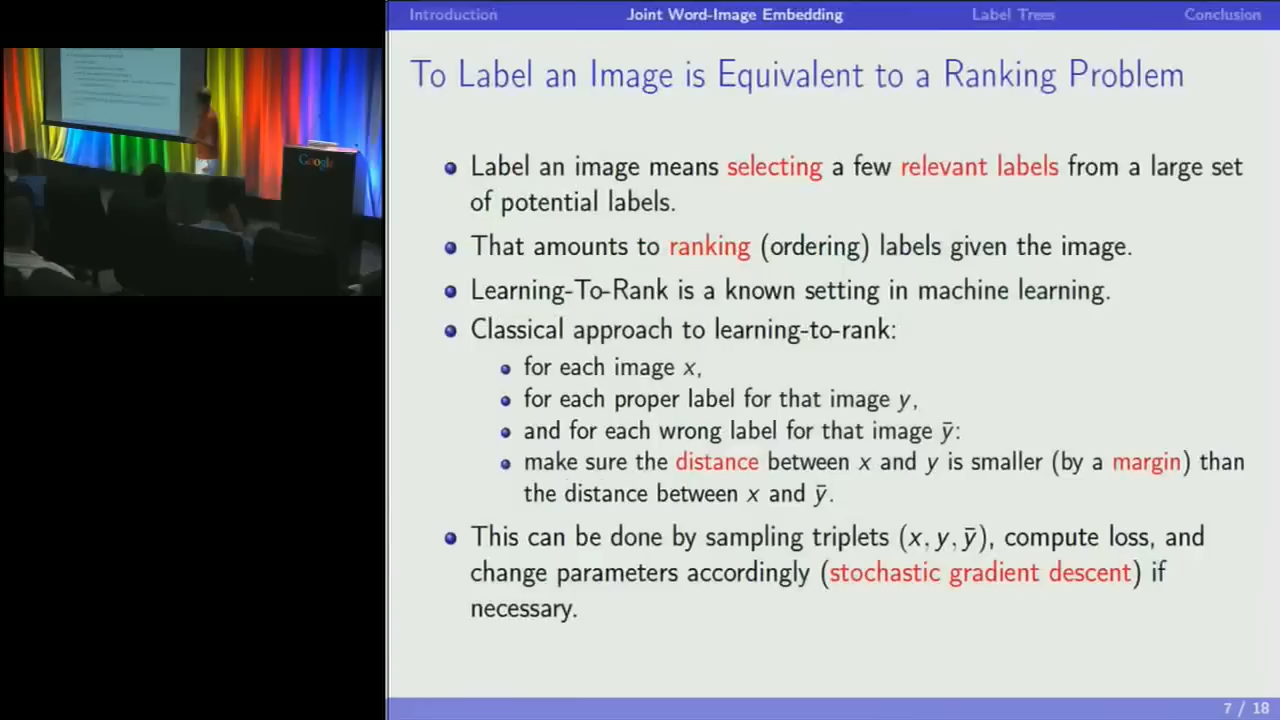 Introduction Joint Word-Image Embedding Label Trees Conclusion
To Label an Image is Equivalent to a Ranking Problem
Label an image means selecting a few relevant labels from a large set
of potential labels.
That amounts to ranking (ordering) labels given the image.
Learning-To-Rank is a known setting in machine learning.
Classical approach to learning-to-rank:
for each image x,
for each proper label for that image y,
and for each wrong label for that image ȳ:
make sure the distance between x and y is smaller (by a margin) than
the distance between x and ȳ.
This can be done by sampling triplets (x, y, ȳ), compute loss, and
change parameters accordingly (stochastic gradient descent) if
necessary.
7 / 18
Google